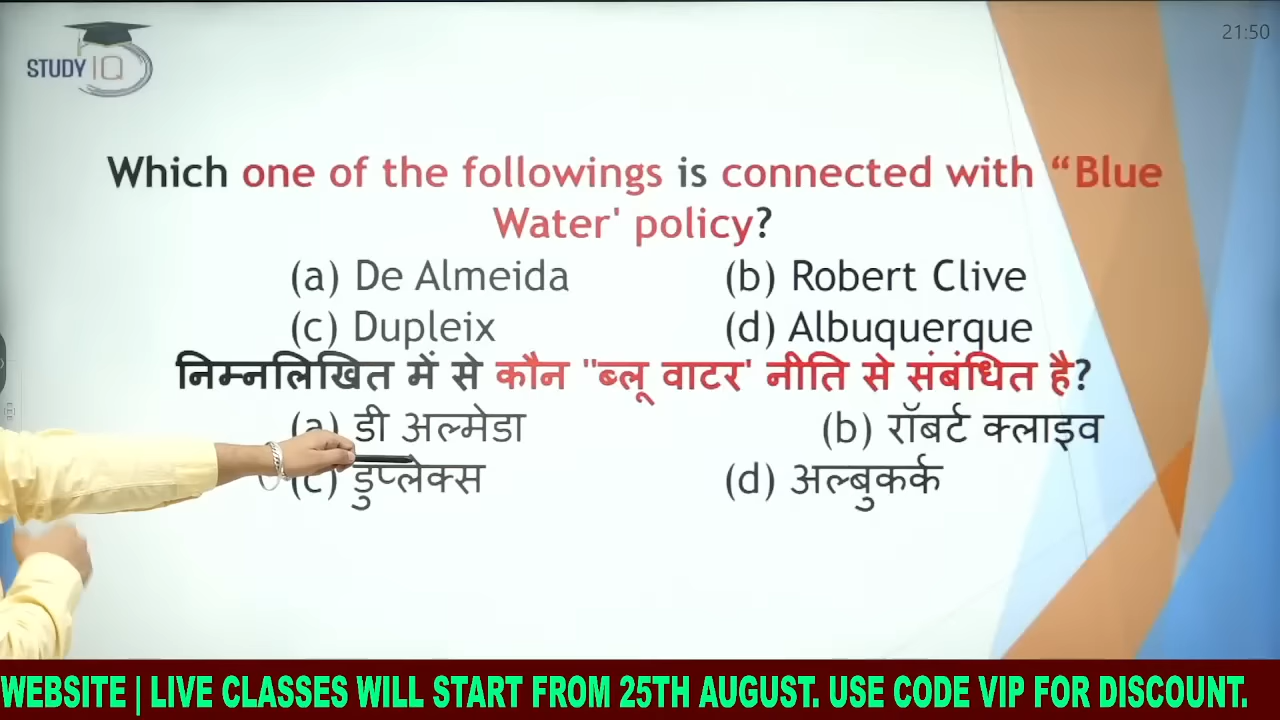 21:50
STUDY IQ
Which one of the followings is connected with “Blue
Water' policy?
(a) De Almeida (b) Robert Clive
(c) Dupleix (d) Albuquerque
निम्नलिखित में से कौन "ब्लू वाटर' नीति से संबंधित है?
(a) डी अल्मेडा (b) रॉबर्ट क्लाइव
(c) डुप्लेक्स (d) अल्बुकर्क
WEBSITE | LIVE CLASSES WILL START FROM 25TH AUGUST. USE CODE VIP FOR DISCOUNT.